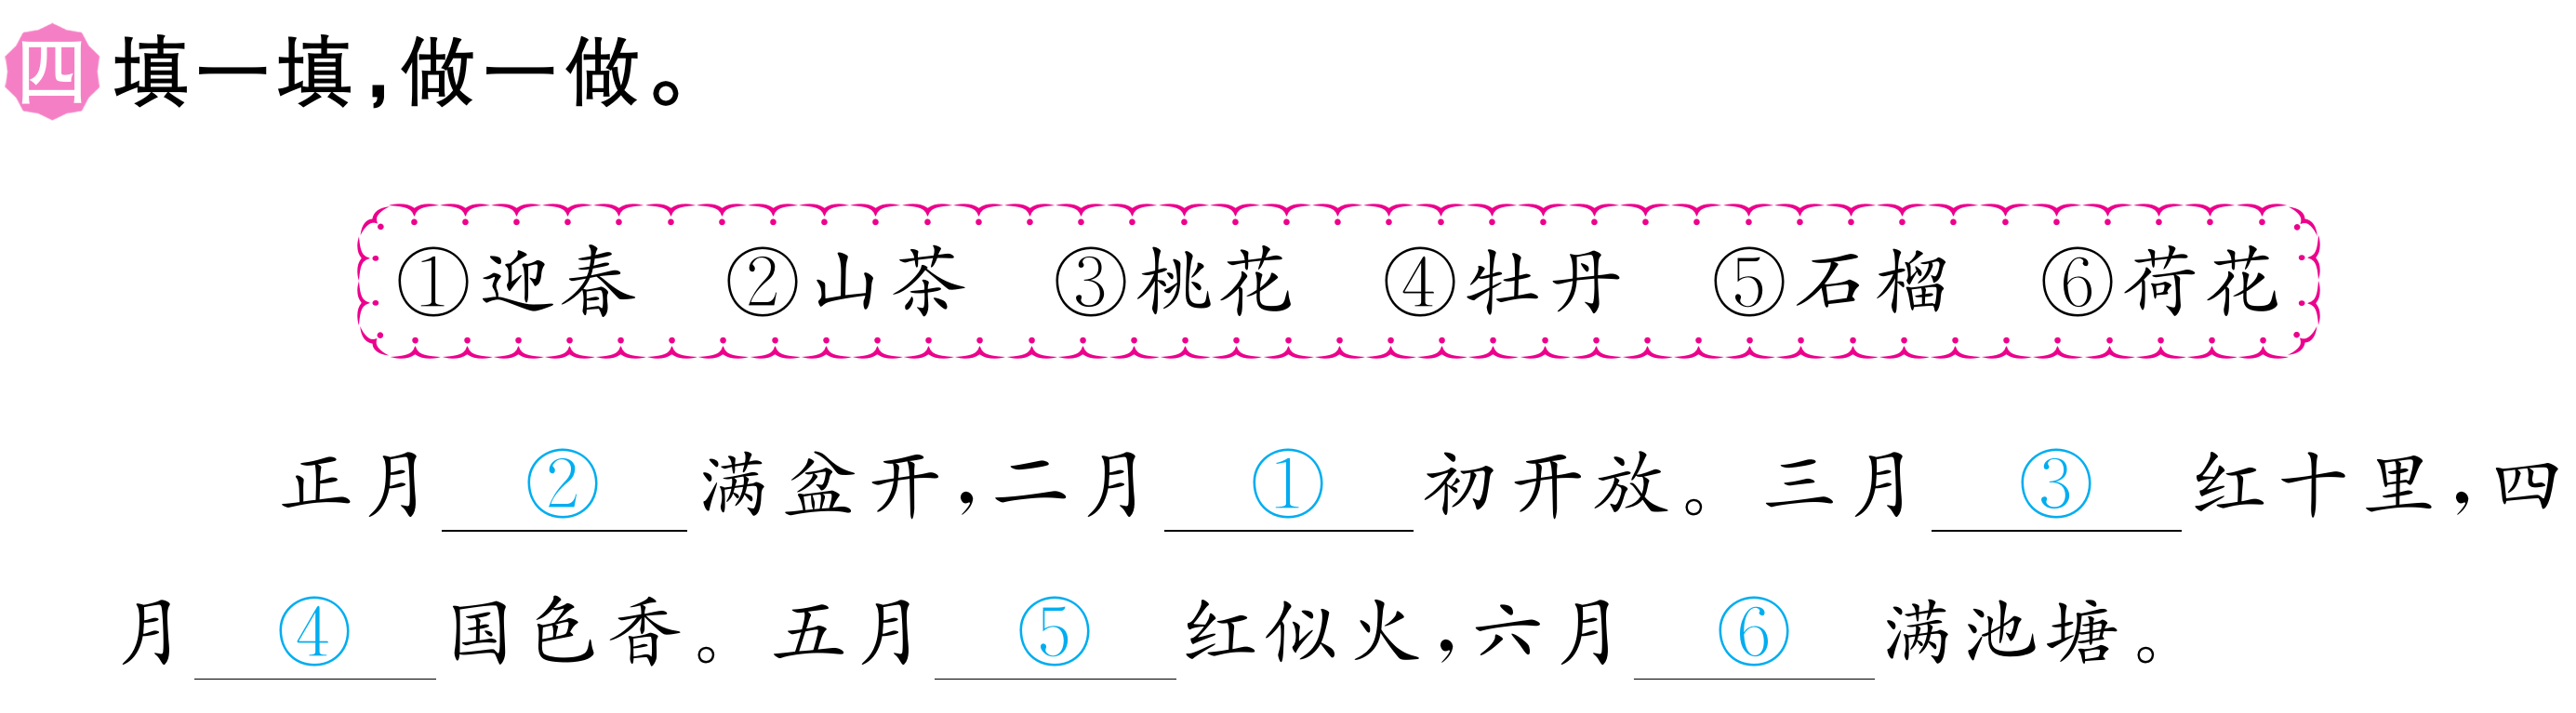 四 填一填,做一做。
①迎春 ②山茶 ③桃花 ④牡丹 ⑤石榴 ⑥荷花
正月②满盆开,二月①初开放。三月③红十里,四
月④国色香。五月⑤红似火,六月⑥满池塘。